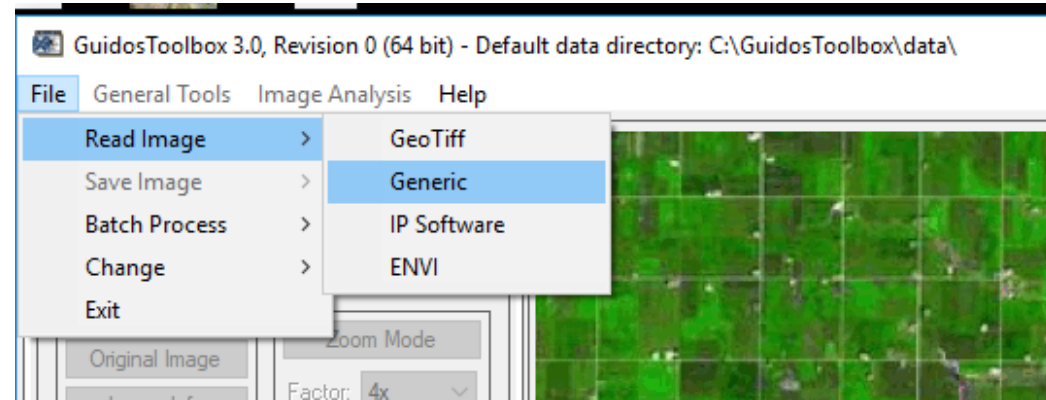 GuidosToolbox 3.0, Revision 0 (64 bit) - Default data directory: C:\GuidosToolbox\data\
File General Tools Image Analysis Help
Read Image > GeoTiff
Save Image > Generic
Batch Process > IP Software
Change > ENVI
Exit
Zoom Mode
Original Image
Factor: 4x